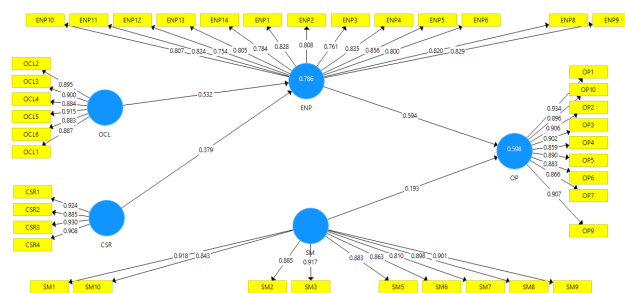 ENP10 ENP11 ENP12 ENP13 ENP14 ENP1 ENP2 ENP3 ENP4 ENP5 ENP6 ENP8 ENP9
0.807 0.824 0.754 0.805 0.784 0.828 0.808 0.761 0.835 0.856 0.800 0.820 0.829
0.786
ENP
OCL2
OCL3
OCL4
OCL5
OCL6
OCL1
0.895
0.900
0.884
0.915
0.883
0.887
OCL
0.532
0.379
0.594
0.193
OP1
OP10
OP2
OP3
OP4
OP5
OP6
OP7
OP9
0.934
0.896
0.906
0.902
0.859
0.890
0.883
0.866
0.907
0.598
OP
CSR1
CSR2
CSR3
CSR4
0.924
0.885
0.930
0.908
CSR
SM
0.918 0.843 0.885 0.917 0.883 0.863 0.810 0.898 0.901
SM1 SM10 SM2 SM3 SM5 SM6 SM7 SM8 SM9